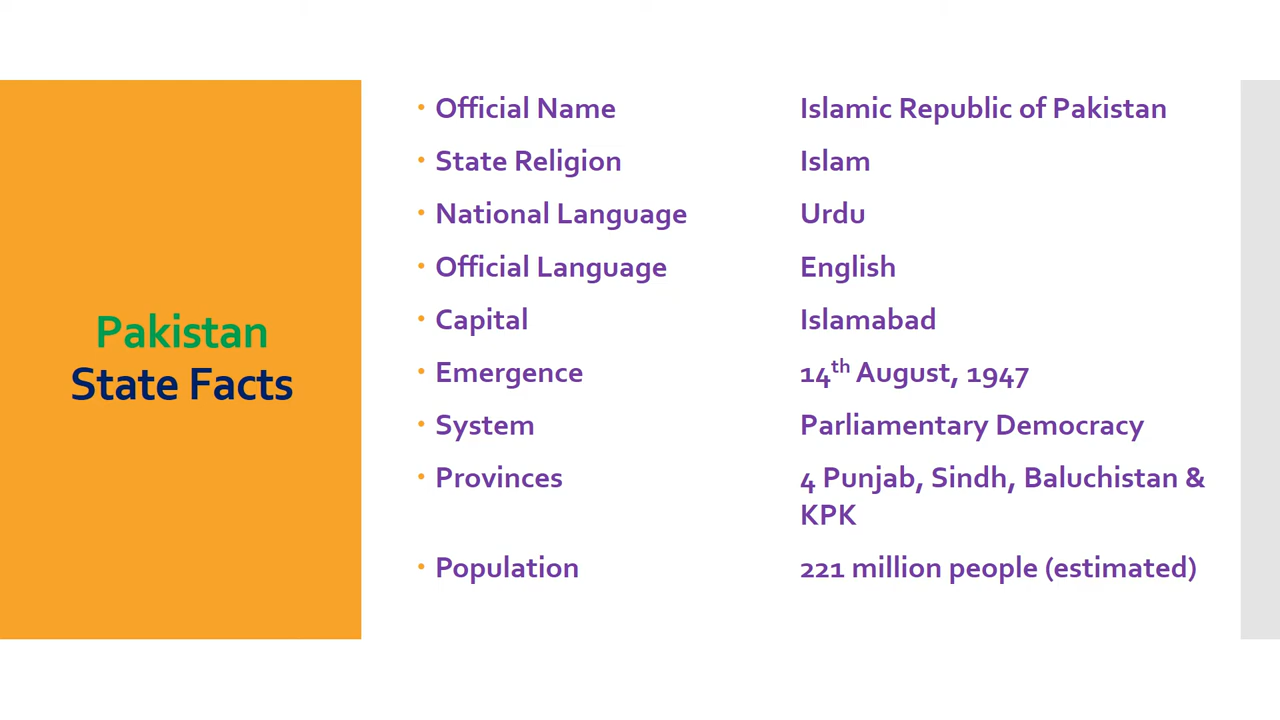 Pakistan
State Facts
• Official Name Islamic Republic of Pakistan
• State Religion Islam
• National Language Urdu
• Official Language English
• Capital Islamabad
• Emergence 14th August, 1947
• System Parliamentary Democracy
• Provinces 4 Punjab, Sindh, Baluchistan &
KPK
• Population 221 million people (estimated)